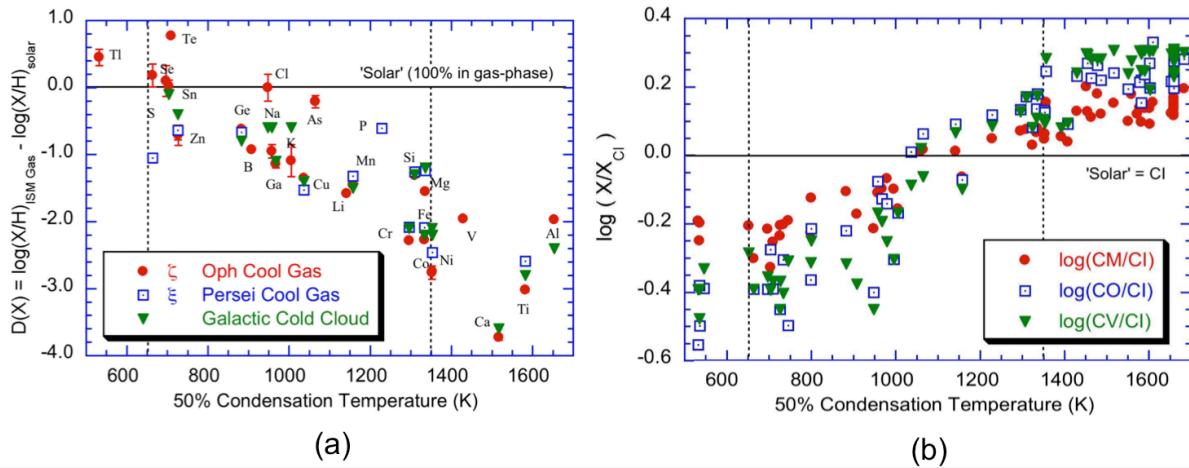 1.0
0.0
-1.0
-2.0
-3.0
-4.0
D(X) = log(X/H)ISM Gas - log(X/H)solar
Te
Tl
Se
Cl
'Solar' (100% in gas-phase)
Sn
As
S
Ge
Na
P
Zn
K
B
Ga
Mn
Si
Cu
Li
Mg
Fe
Cr
V
Al
Co
Ni
Ti
Ca
ζ Oph Cool Gas
ξ Persei Cool Gas
Galactic Cold Cloud
600 800 1000 1200 1400 1600
50% Condensation Temperature (K)
(a)
0.4
0.2
0.0
-0.2
-0.4
-0.6
log (X/XCI)
'Solar' = CI
log(CM/CI)
log(CO/CI)
log(CV/CI)
600 800 1000 1200 1400 1600
50% Condensation Temperature (K)
(b)